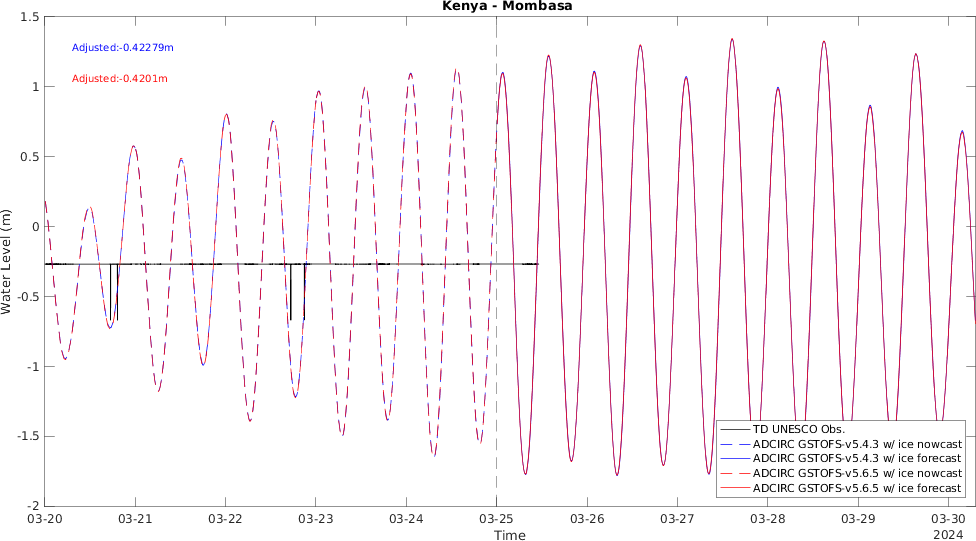 Kenya - Mombasa
Adjusted:-0.42279m
Adjusted:-0.4201m
Water Level (m)
1.5
1
0.5
0
-0.5
-1
-1.5
-2
TD UNESCO Obs.
ADCIRC GSTOFS-v5.4.3 w/ ice nowcast
ADCIRC GSTOFS-v5.4.3 w/ ice forecast
ADCIRC GSTOFS-v5.6.5 w/ ice nowcast
ADCIRC GSTOFS-v5.6.5 w/ ice forecast
03-20 03-21 03-22 03-23 03-24 03-25 03-26 03-27 03-28 03-29 03-30
Time
2024